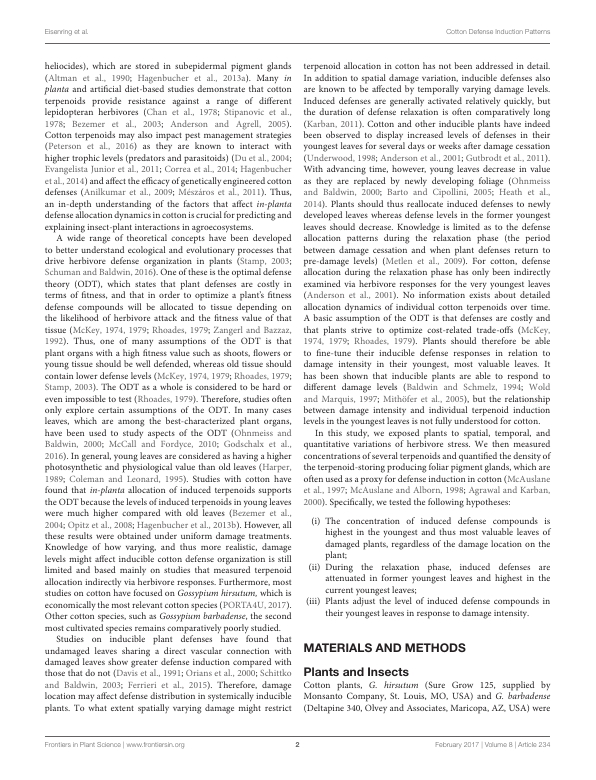 Eisenring et al.
Cotton Defense Induction Patterns
heliocides), which are stored in subepidermal pigment glands
(Altman et al., 1990; Hagenbucher et al., 2013a). Many in
planta and artificial diet-based studies demonstrate that cotton
terpenoids provide resistance against a range of different
lepidopteran herbivores (Chan et al., 1978; Stipanovic et al.,
1978; Bezemer et al., 2003; Anderson and Agrell, 2005).
Cotton terpenoids may also impact pest management strategies
(Peterson et al., 2016) as they are known to interact with
higher trophic levels (predators and parasitoids) (Du et al., 2004;
Evangelista Junior et al., 2011; Correa et al., 2014; Hagenbucher
et al., 2014) and affect the efficacy of genetically engineered cotton
defenses (Anilkumar et al., 2009; Mészáros et al., 2011). Thus,
an in-depth understanding of the factors that affect in-planta
defense allocation dynamics in cotton is crucial for predicting and
explaining insect-plant interactions in agroecosystems.
A wide range of theoretical concepts have been developed
to better understand ecological and evolutionary processes that
drive herbivore defense organization in plants (Stamp, 2003;
Schuman and Baldwin, 2016). One of these is the optimal defense
theory (ODT), which states that plant defenses are costly in
terms of fitness, and that in order to optimize a plant's fitness
defense compounds will be allocated to tissue depending on
the likelihood of herbivore attack and the fitness value of that
tissue (McKey, 1974, 1979; Rhoades, 1979; Zangerl and Bazzaz,
1992). Thus, one of many assumptions of the ODT is that
plant organs with a high fitness value such as shoots, flowers or
young tissue should be well defended, whereas old tissue should
contain lower defense levels (McKey, 1974, 1979; Rhoades, 1979;
Stamp, 2003). The ODT as a whole is considered to be hard or
even impossible to test (Rhoades, 1979). Therefore, studies often
only explore certain assumptions of the ODT. In many cases
leaves, which are among the best-characterized plant organs,
have been used to study aspects of the ODT (Ohnmeiss and
Baldwin, 2000; McCall and Fordyce, 2010; Godschalx et al.,
2016). In general, young leaves are considered as having a higher
photosynthetic and physiological value than old leaves (Harper,
1989; Coleman and Leonard, 1995). Studies with cotton have
found that in-planta allocation of induced terpenoids supports
the ODT because the levels of induced terpenoids in young leaves
were much higher compared with old leaves (Bezemer et al.,
2004; Opitz et al., 2008; Hagenbucher et al., 2013b). However, all
these results were obtained under uniform damage treatments.
Knowledge of how varying, and thus more realistic, damage
levels might affect inducible cotton defense organization is still
limited and based mainly on studies that measured terpenoid
allocation indirectly via herbivore responses. Furthermore, most
studies on cotton have focused on Gossypium hirsutum, which is
economically the most relevant cotton species (PORTA4U, 2017).
Other cotton species, such as Gossypium barbadense, the second
most cultivated species remains comparatively poorly studied.
Studies on inducible plant defenses have found that
undamaged leaves sharing a direct vascular connection with
damaged leaves show greater defense induction compared with
those that do not (Davis et al., 1991; Orians et al., 2000; Schittko
and Baldwin, 2003; Ferrieri et al., 2015). Therefore, damage
location may affect defense distribution in systemically inducible
plants. To what extent spatially varying damage might restrict
terpenoid allocation in cotton has not been addressed in detail.
In addition to spatial damage variation, inducible defenses also
are known to be affected by temporally varying damage levels.
Induced defenses are generally activated relatively quickly, but
the duration of defense relaxation is often comparatively long
(Karban, 2011). Cotton and other inducible plants have indeed
been observed to display increased levels of defenses in their
youngest leaves for several days or weeks after damage cessation
(Underwood, 1998; Anderson et al., 2001; Gutbrodt et al., 2011).
With advancing time, however, young leaves decrease in value
as they are replaced by newly developing foliage (Ohnmeiss
and Baldwin, 2000; Barto and Cipollini, 2005; Heath et al.,
2014). Plants should thus reallocate induced defenses to newly
developed leaves whereas defense levels in the former youngest
leaves should decrease. Knowledge is limited as to the defense
allocation patterns during the relaxation phase (the period
between damage cessation and when plant defenses return to
pre-damage levels) (Metlen et al., 2009). For cotton, defense
allocation during the relaxation phase has only been indirectly
examined via herbivore responses for the very youngest leaves
(Anderson et al., 2001). No information exists about detailed
allocation dynamics of individual cotton terpenoids over time.
A basic assumption of the ODT is that defenses are costly and
that plants strive to optimize cost-related trade-offs (McKey,
1974, 1979; Rhoades, 1979). Plants should therefore be able
to fine-tune their inducible defense responses in relation to
damage intensity in their youngest, most valuable leaves. It
has been shown that inducible plants are able to respond to
different damage levels (Baldwin and Schmelz, 1994; Wold
and Marquis, 1997; Mithöfer et al., 2005), but the relationship
between damage intensity and individual terpenoid induction
levels in the youngest leaves is not fully understood for cotton.
In this study, we exposed plants to spatial, temporal, and
quantitative variations of herbivore stress. We then measured
concentrations of several terpenoids and quantified the density of
the terpenoid-storing producing foliar pigment glands, which are
often used as a proxy for defense induction in cotton (McAuslane
et al., 1997; McAuslane and Alborn, 1998; Agrawal and Karban,
2000). Specifically, we tested the following hypotheses:
(i) The concentration of induced defense compounds is
highest in the youngest and thus most valuable leaves of
damaged plants, regardless of the damage location on the
plant;
(ii) During the relaxation phase, induced defenses are
attenuated in former youngest leaves and highest in the
current youngest leaves;
(iii) Plants adjust the level of induced defense compounds in
their youngest leaves in response to damage intensity.
MATERIALS AND METHODS
Plants and Insects
Cotton plants, G. hirsutum (Sure Grow 125, supplied by
Monsanto Company, St. Louis, MO, USA) and G. barbadense
(Deltapine 340, Olvey and Associates, Maricopa, AZ, USA) were
Frontiers in Plant Science | www.frontiersin.org
2
February 2017 | Volume 8 | Article 234